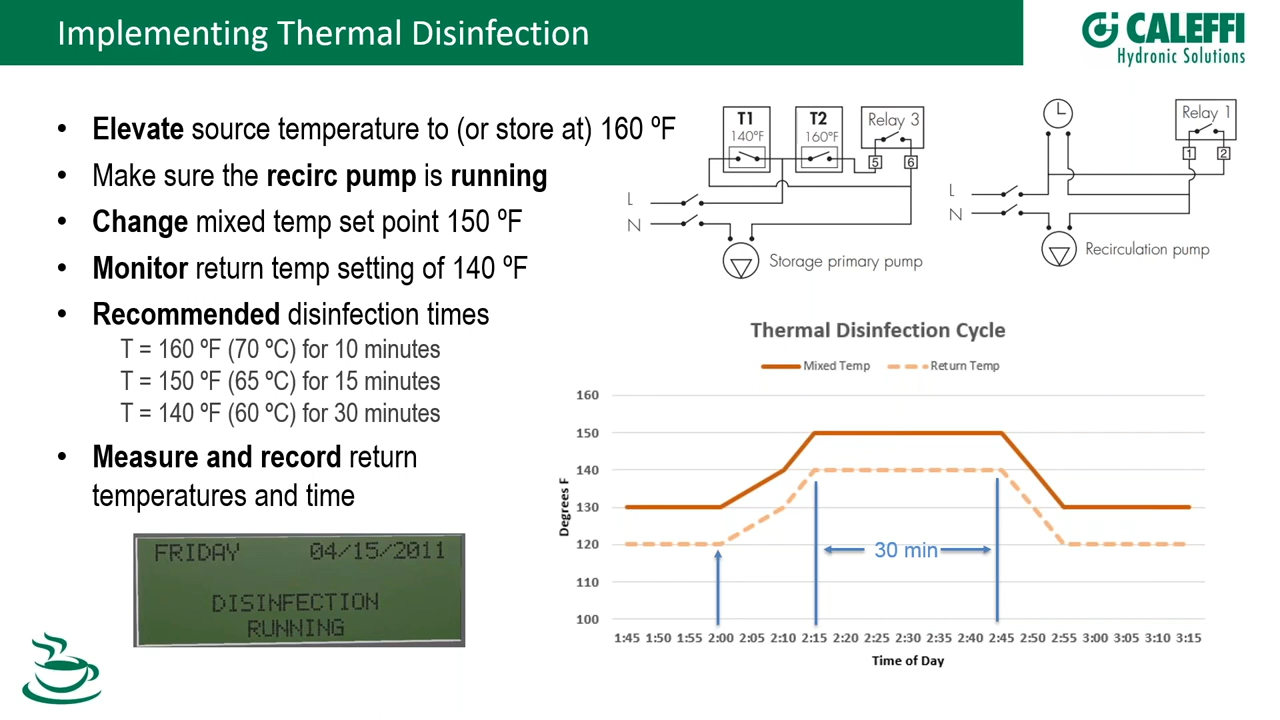 Implementing Thermal Disinfection
CALEFFI
Hydronic Solutions
• Elevate source temperature to (or store at) 160 ºF
• Make sure the recirc pump is running
• Change mixed temp set point 150 ºF
• Monitor return temp setting of 140 ºF
• Recommended disinfection times
T = 160 ºF (70 ºC) for 10 minutes
T = 150 ºF (65 ºC) for 15 minutes
T = 140 ºF (60 ºC) for 30 minutes
• Measure and record return
temperatures and time
FRIDAY 04/15/2011
DISINFECTION
RUNNING
T1 T2 Relay 3
140°F 160°F
5 6
L
N
Storage primary pump
Relay 1
1 2
L
N
Recirculation pump
Thermal Disinfection Cycle
Mixed Temp Return Temp
160
150
140
130
120
110
100
Degrees F
30 min
1:45 1:50 1:55 2:00 2:05 2:10 2:15 2:20 2:25 2:30 2:35 2:40 2:45 2:50 2:55 3:00 3:05 3:10 3:15
Time of Day